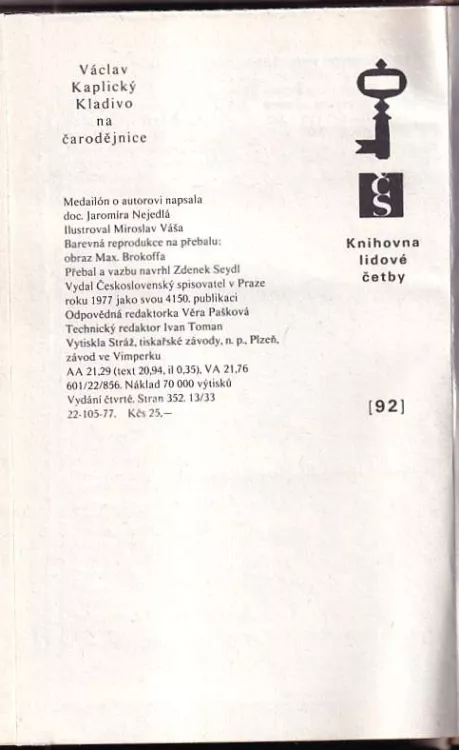 Václav
Kaplický
Kladivo
na
čarodějnice
Medailón o autorovi napsala
doc. Jaromíra Nejedlá
Ilustroval Miroslav Váša
Barevná reprodukce na přebalu:
obraz Max. Brokoffa
Přebal a vazbu navrhl Zdenek Seydl
Vydal Československý spisovatel v Praze
roku 1977 jako svou 4150. publikaci
Odpovědná redaktorka Věra Pašková
Technický redaktor Ivan Toman
Vytiskla Stráž, tiskařské závody, n. p., Plzeň,
závod ve Vimperku
AA 21,29 (text 20,94, il 0,35), VA 21,76
601/22/856. Náklad 70 000 výtisků
Vydání čtvrté. Stran 352. 13/33
22-105-77. Kčs 25,—
ČS
Knihovna
lidové
četby
[92]